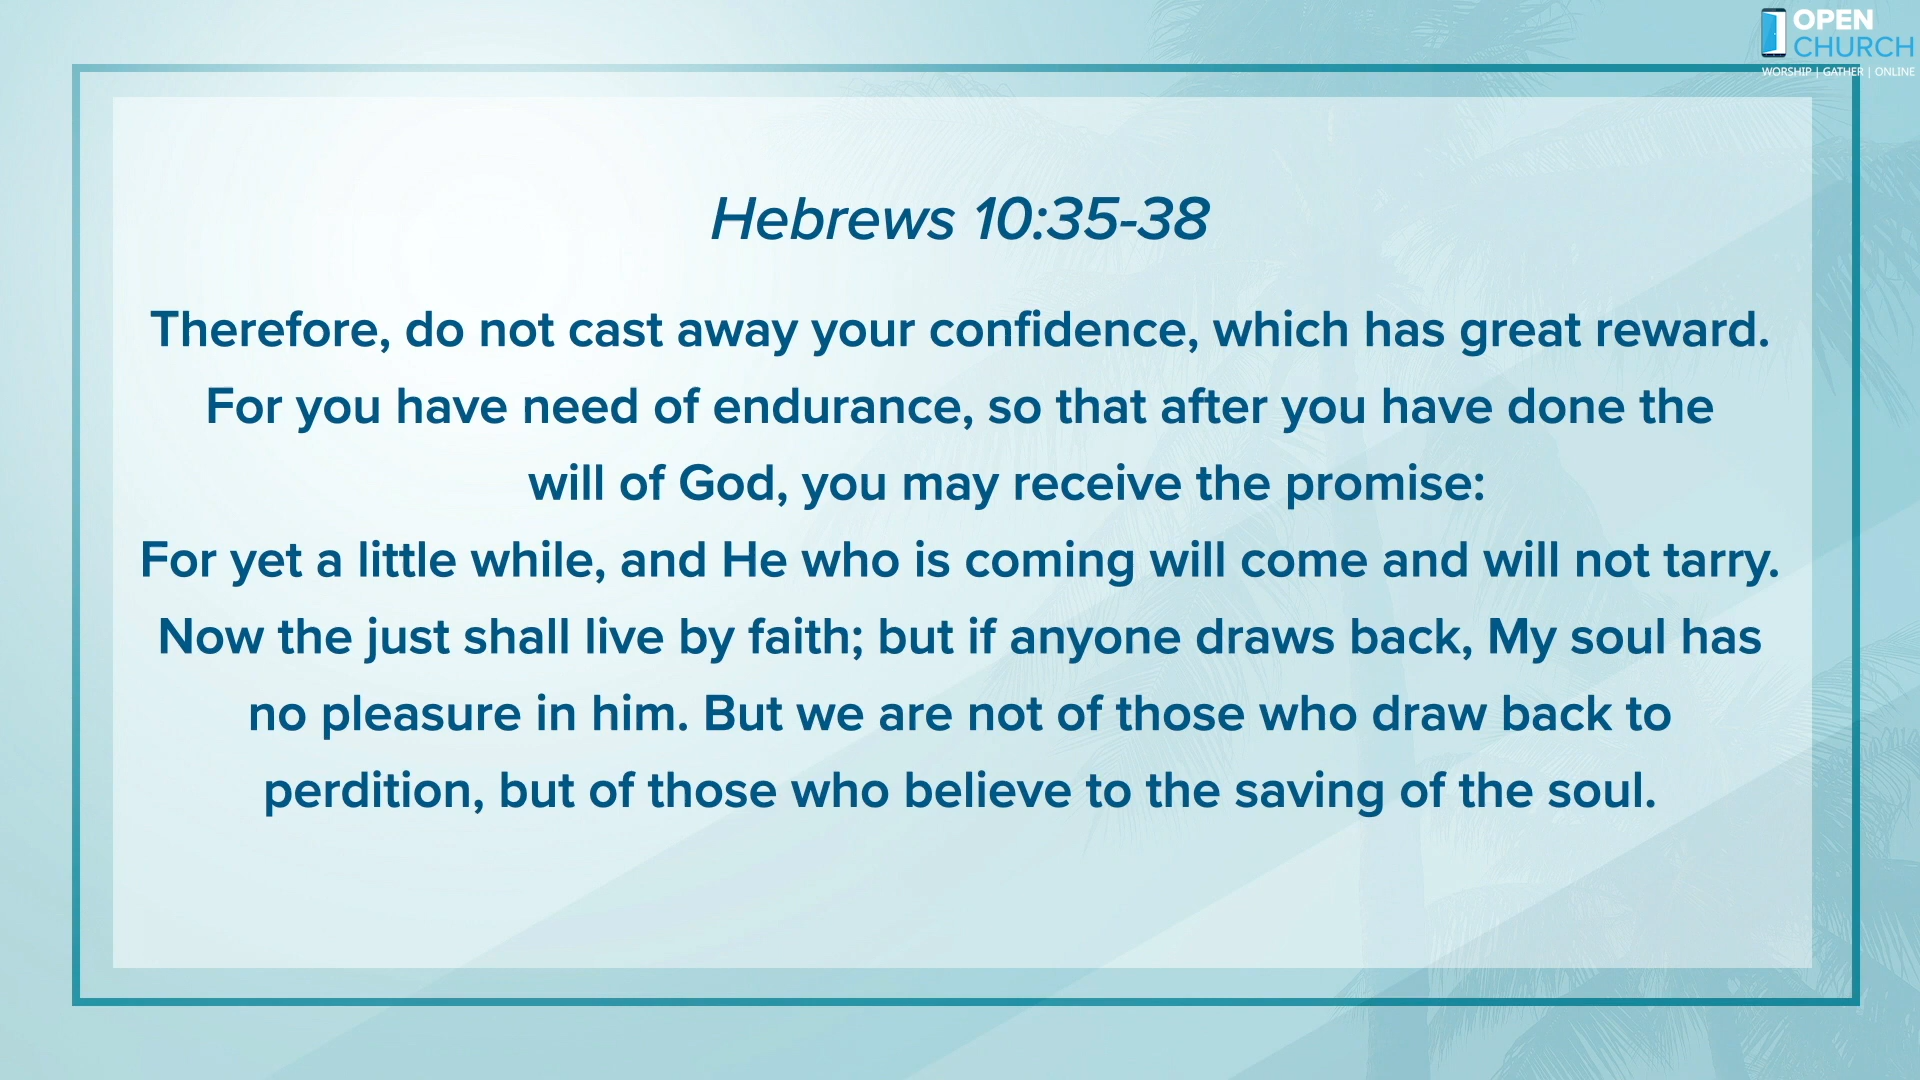 OPEN
CHURCH
WORSHIP | GATHER | ONLINE
Hebrews 10:35-38
Therefore, do not cast away your confidence, which has great reward.
For you have need of endurance, so that after you have done the
will of God, you may receive the promise:
For yet a little while, and He who is coming will come and will not tarry.
Now the just shall live by faith; but if anyone draws back, My soul has
no pleasure in him. But we are not of those who draw back to
perdition, but of those who believe to the saving of the soul.